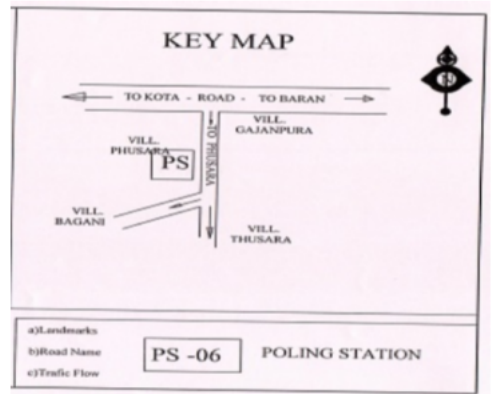 KEY MAP
N
TO KOTA - ROAD - TO BARAN
VILL.
GAJANPURA
TO PHUSARA
VILL.
PHUSARA
PS
VILL.
BAGANI
VILL.
THUSARA
a)Landmarks
b)Road Name
c)Trafic Flow
PS -06
POLING STATION